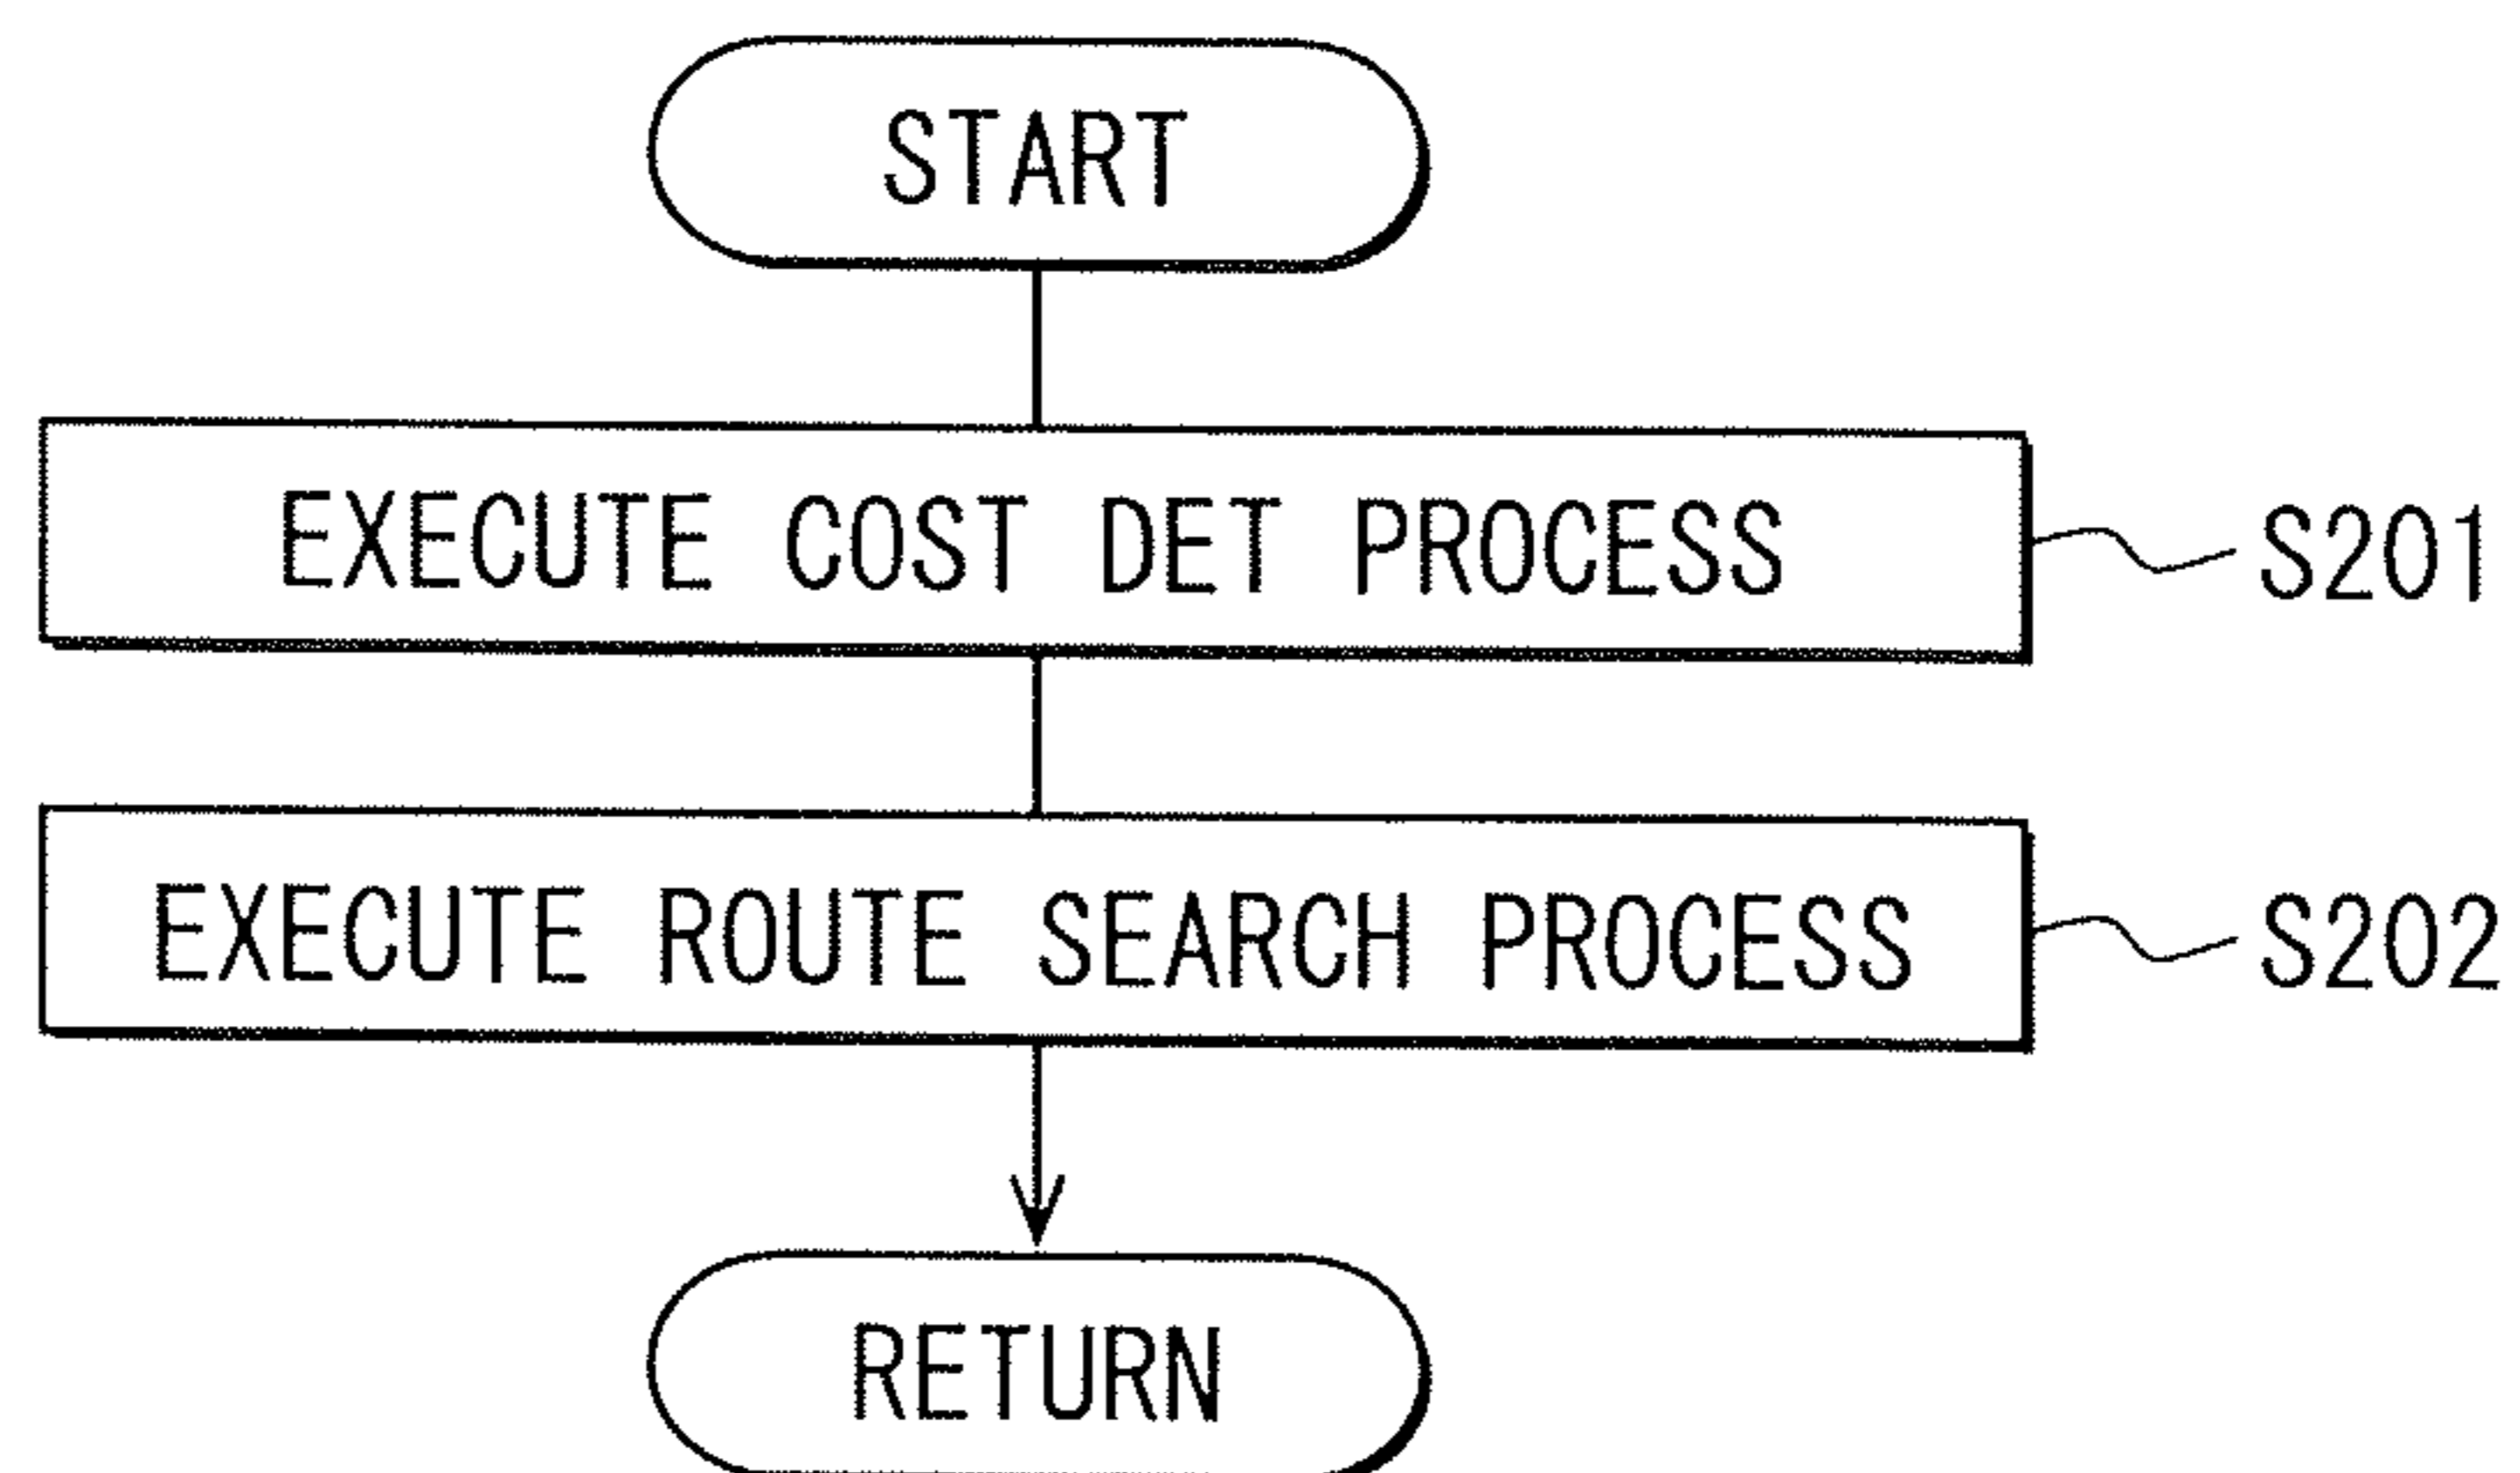 START
EXECUTE COST DET PROCESS
S201
EXECUTE ROUTE SEARCH PROCESS
S202
RETURN